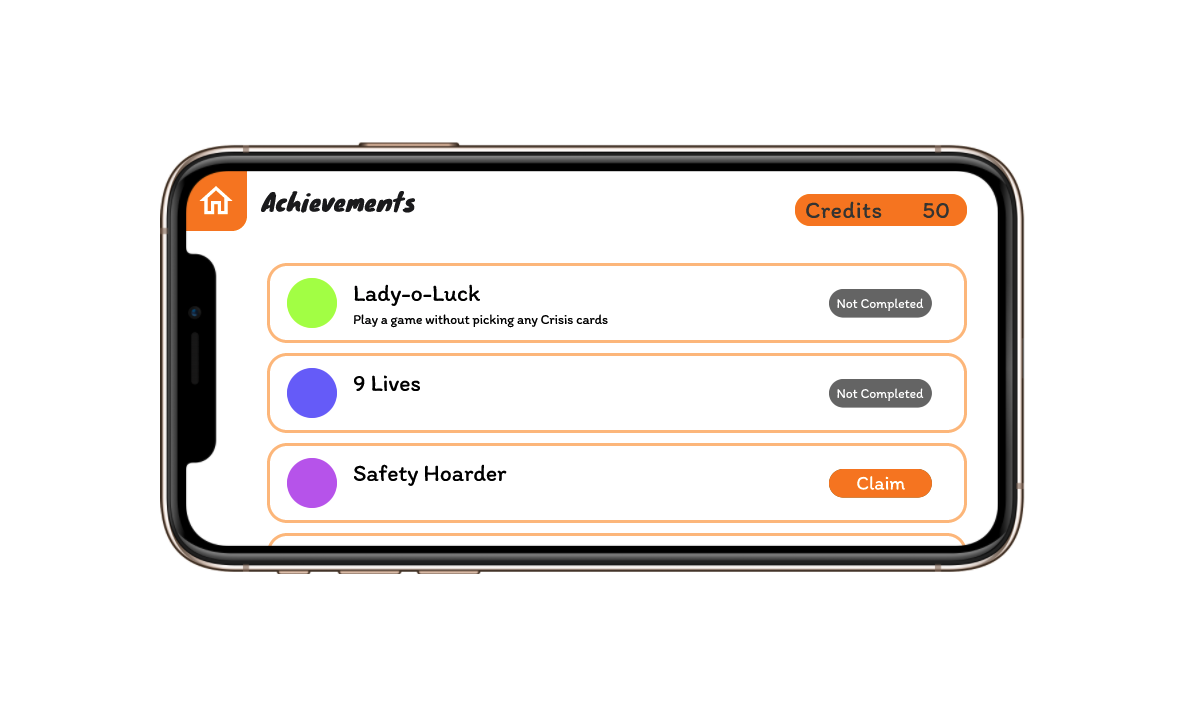 Achievements
Credits 50
Lady-o-Luck
Play a game without picking any Crisis cards
Not Completed
9 Lives
Not Completed
Safety Hoarder
Claim